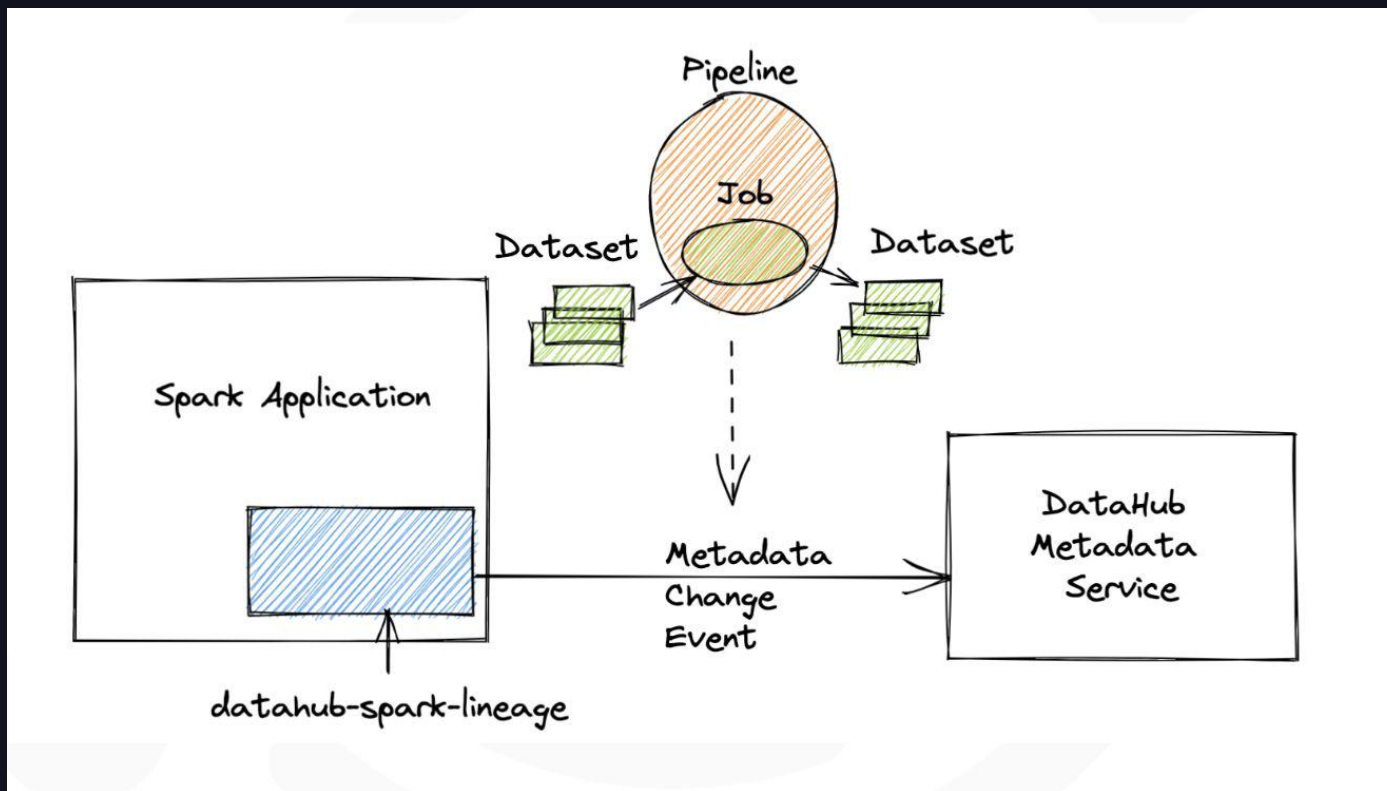 Pipeline
Job
Dataset
Dataset
Spark Application
DataHub
Metadata
Service
Metadata
Change
Event
datahub-spark-lineage